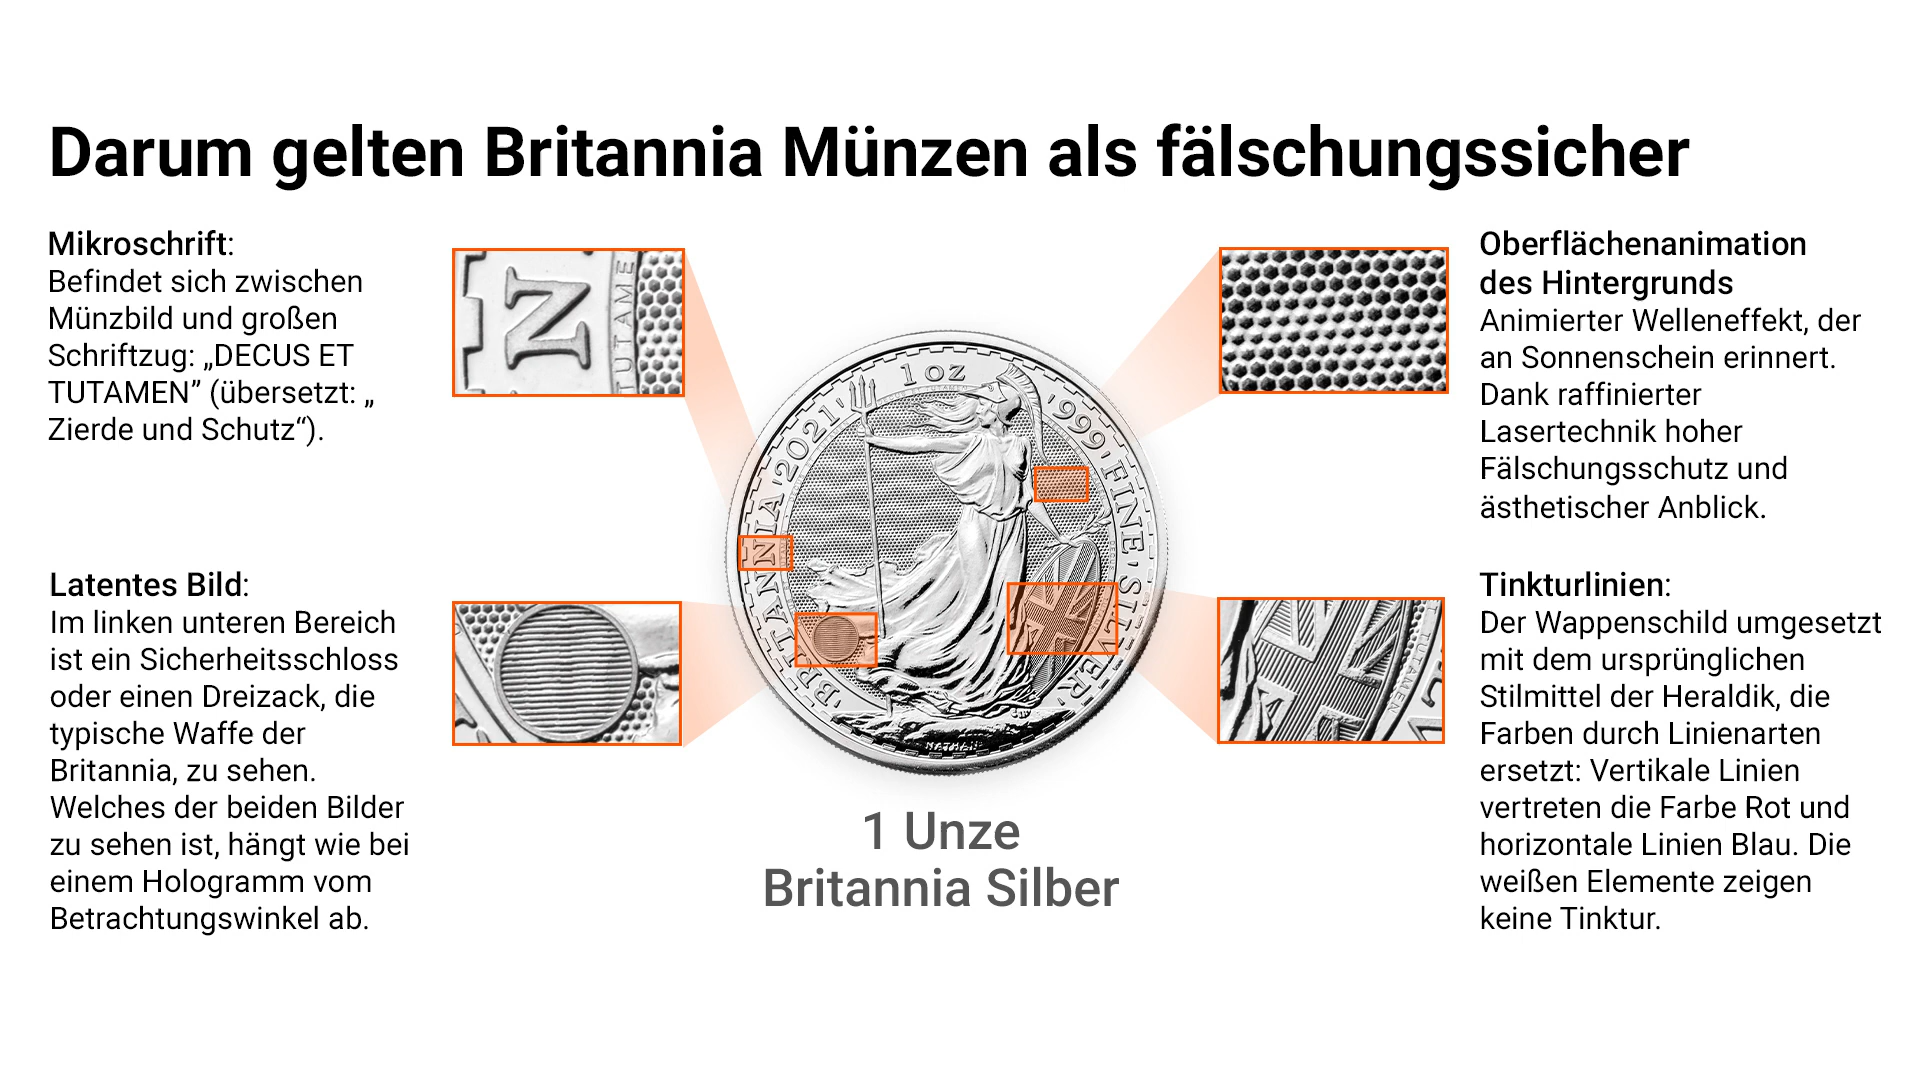 Darum gelten Britannia Münzen als fälschungssicher
Mikroschrift:
Befindet sich zwischen
Münzbild und großen
Schriftzug: „DECUS ET
TUTAMEN” (übersetzt: „
Zierde und Schutz“).
Latentes Bild:
Im linken unteren Bereich
ist ein Sicherheitsschloss
oder einen Dreizack, die
typische Waffe der
Britannia, zu sehen.
Welches der beiden Bilder
zu sehen ist, hängt wie bei
einem Hologramm vom
Betrachtungswinkel ab.
N
TUTAME
BRITANNIA 2021 1 OZ 999 FINE SILVER
NATHAN
TUTAMEN
1 Unze
Britannia Silber
Oberflächenanimation
des Hintergrunds
Animierter Welleneffekt, der
an Sonnenschein erinnert.
Dank raffinierter
Lasertechnik hoher
Fälschungsschutz und
ästhetischer Anblick.
Tinkturlinien:
Der Wappenschild umgesetzt
mit dem ursprünglichen
Stilmittel der Heraldik, die
Farben durch Linienarten
ersetzt: Vertikale Linien
vertreten die Farbe Rot und
horizontale Linien Blau. Die
weißen Elemente zeigen
keine Tinktur.